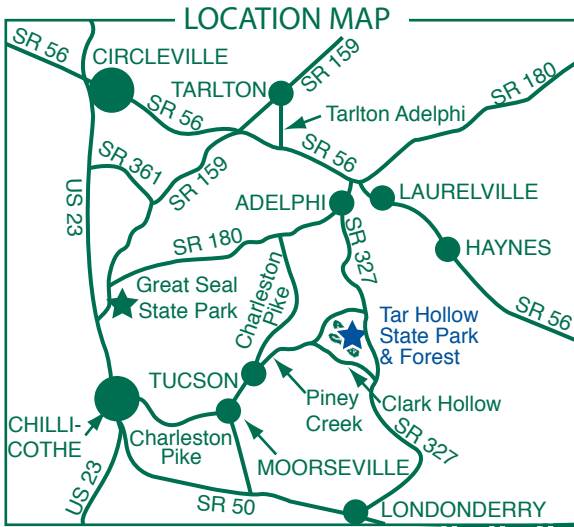 LOCATION MAP
SR 56
CIRCLEVILLE
TARLTON
SR 159
SR 180
SR 56
Tarlton Adelphi
SR 361
SR 159
SR 56
US 23
ADELPHI
LAURELVILLE
SR 180
SR 327
HAYNES
Great Seal
State Park
Charleston
Pike
SR 56
Tar Hollow
State Park
& Forest
TUCSON
Piney
Creek
Clark Hollow
CHILLI-
COTHE
Charleston
Pike
MOORSEVILLE
SR 327
US 23
SR 50
LONDONDERRY